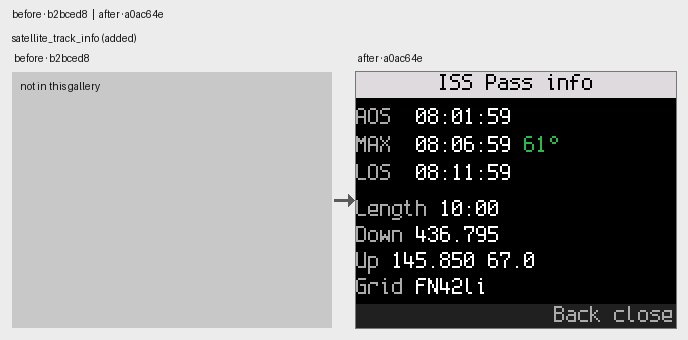 before·b2bced8 | after·a0ac64e
satellite_track_info (added)
before·b2bced8
after·a0ac64e
not in this gallery
ISS Pass info
AOS 08:01:59
MAX 08:06:59 61°
LOS 08:11:59
Length 10:00
Down 436.795
Up 145.850 67.0
Grid FN42li
Back close